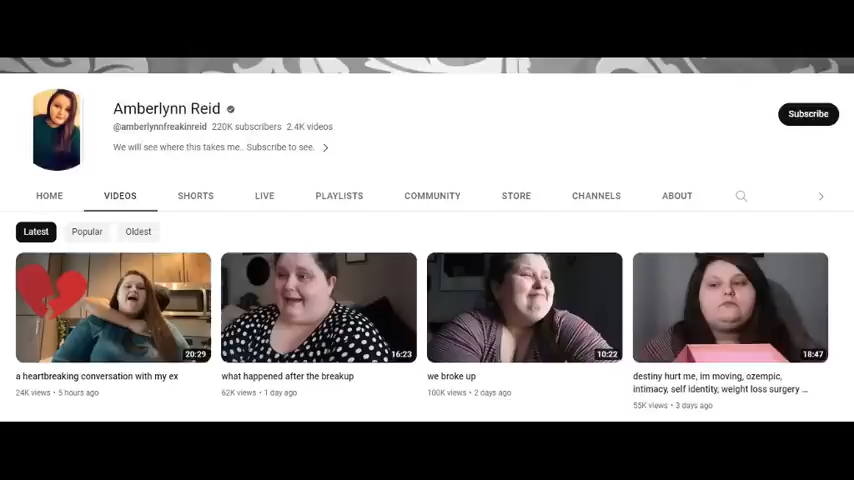 Amberlynn Reid
@amberlynnfreakinreid 220K subscribers 2.4K videos
We will see where this takes me.. Subscribe to see.
Subscribe
HOME VIDEOS SHORTS LIVE PLAYLISTS COMMUNITY STORE CHANNELS ABOUT
Latest Popular Oldest
20:29 16:23 10:22 18:47
a heartbreaking conversation with my ex
24K views • 5 hours ago
what happened after the breakup
62K views • 1 day ago
we broke up
100K views • 2 days ago
destiny hurt me, im moving, ozempic,
intimacy, self identity, weight loss surgery ...
55K views • 3 days ago